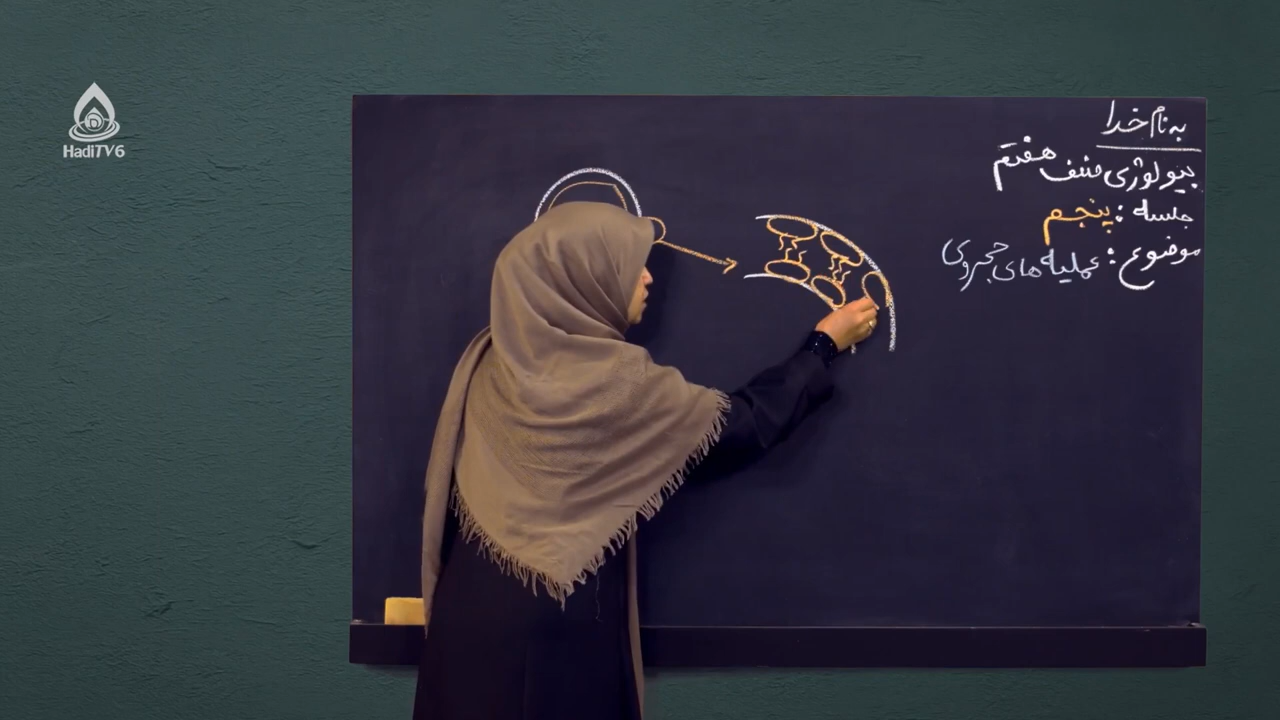 به نام خدا
بیولوژی صنف هفتم
جلسه : پنجم
موضوع : عملیه های حجروی
HadiTV6